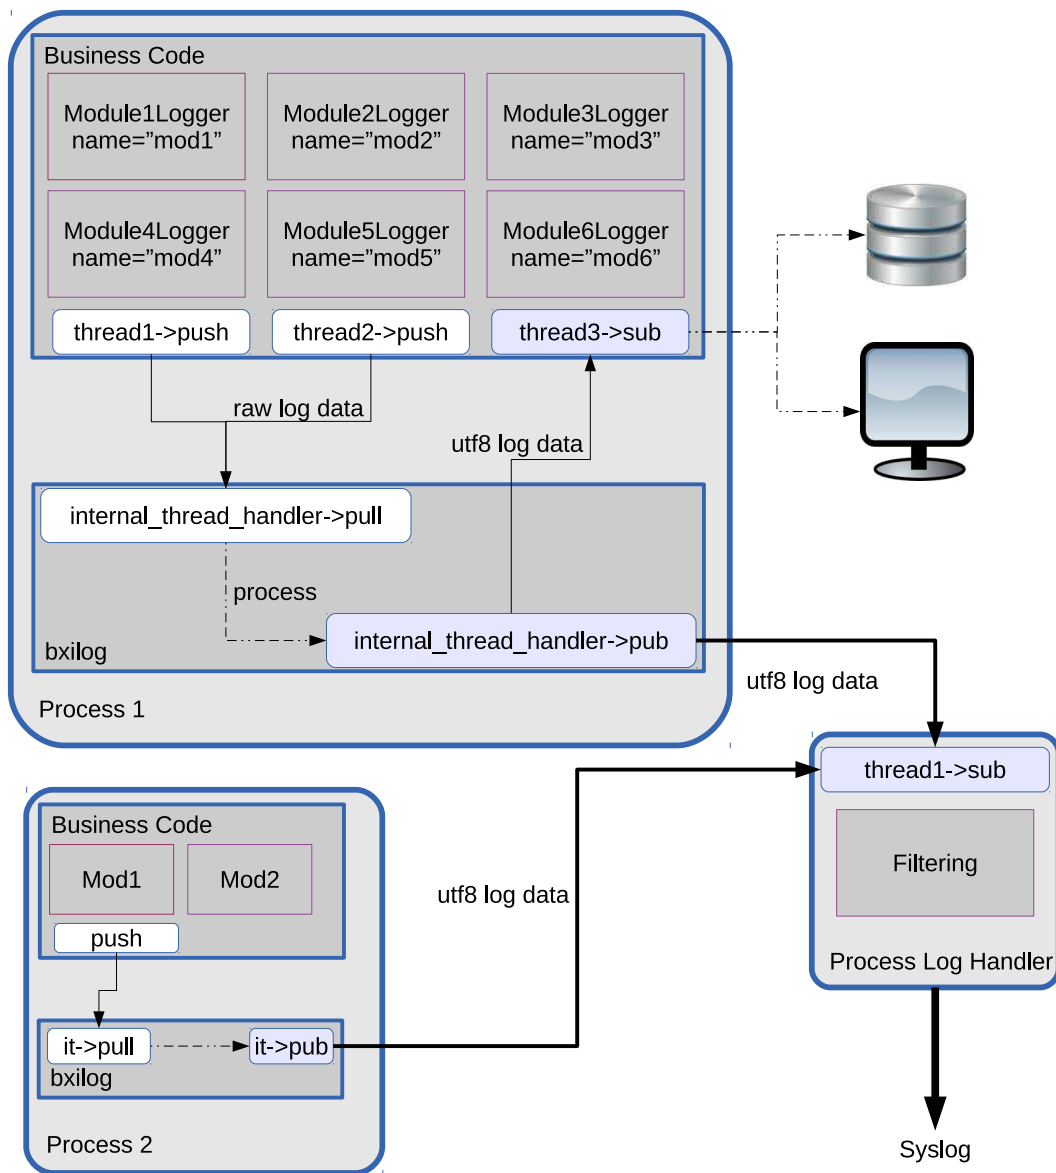 Business Code
Module1Logger
name=”mod1”
Module2Logger
name=”mod2”
Module3Logger
name=”mod3”
Module4Logger
name=”mod4”
Module5Logger
name=”mod5”
Module6Logger
name=”mod6”
thread1->push
thread2->push
thread3->sub
raw log data
utf8 log data
internal_thread_handler->pull
process
internal_thread_handler->pub
bxilog
utf8 log data
Process 1
thread1->sub
Business Code
Mod1
Mod2
Filtering
utf8 log data
push
Process Log Handler
it->pull
it->pub
bxilog
Process 2
Syslog